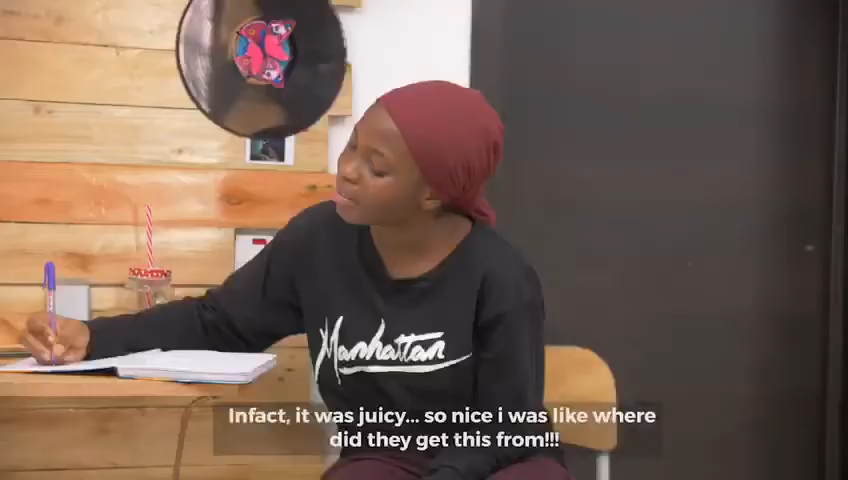 Manhattan
Infact, it was juicy... so nice i was like where
did they get this from!!!